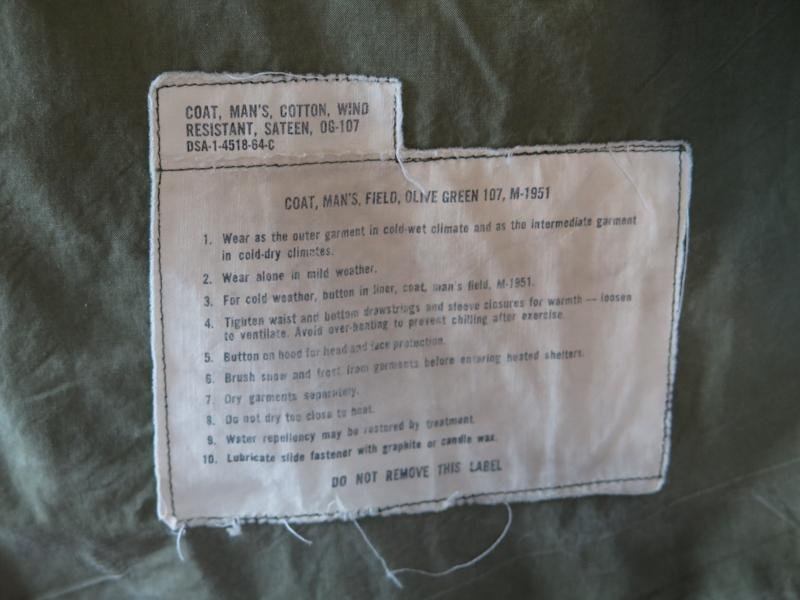 COAT, MAN'S, COTTON, WIND
RESISTANT, SATEEN, OG-107
DSA-1-4518-64-C
COAT, MAN'S, FIELD, OLIVE GREEN 107, M-1951
1. Wear as the outer garment in cold-wet climate and as the intermediate garment
in cold-dry climates.
2. Wear alone in mild weather.
3. For cold weather, button in liner, coat, man's field, M-1951.
4. Tighten waist and bottom drawstrings and sleeve closures for warmth — loosen
to ventilate. Avoid over-heating to prevent chilling after exercise.
5. Button on hood for head and face protection.
6. Brush snow and frost from garments before entering heated shelters.
7. Dry garments separately.
8. Do not dry too close to heat.
9. Water repellency may be restored by treatment.
10. Lubricate slide fastener with graphite or candle wax.
DO NOT REMOVE THIS LABEL